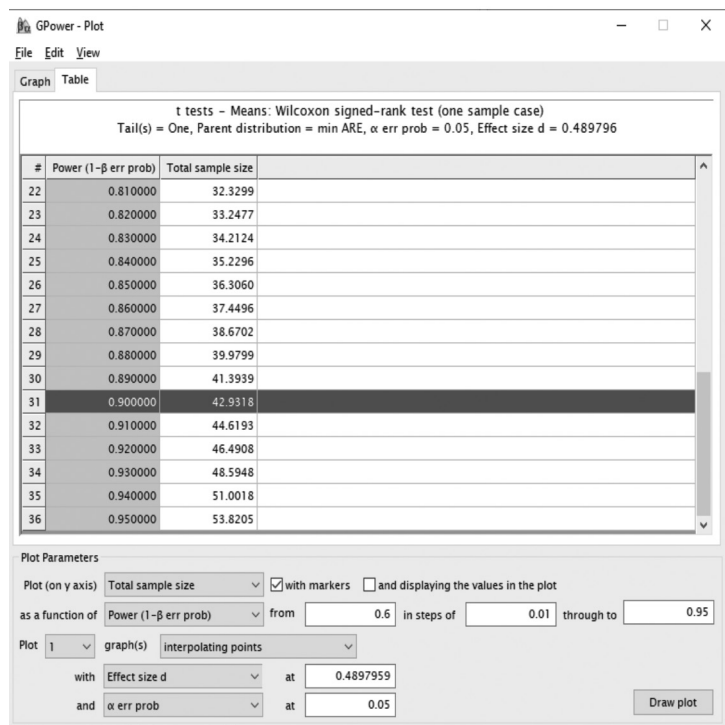 GPower - Plot
File Edit View
Graph Table
t tests - Means: Wilcoxon signed-rank test (one sample case)
Tail(s) = One, Parent distribution = min ARE, α err prob = 0.05, Effect size d = 0.489796
# Power (1-β err prob) Total sample size
22 0.810000 32.3299
23 0.820000 33.2477
24 0.830000 34.2124
25 0.840000 35.2296
26 0.850000 36.3060
27 0.860000 37.4496
28 0.870000 38.6702
29 0.880000 39.9799
30 0.890000 41.3939
31 0.900000 42.9318
32 0.910000 44.6193
33 0.920000 46.4908
34 0.930000 48.5948
35 0.940000 51.0018
36 0.950000 53.8205
Plot Parameters
Plot (on y axis) Total sample size with markers and displaying the values in the plot
as a function of Power (1-β err prob) from 0.6 in steps of 0.01 through to 0.95
Plot 1 graph(s) interpolating points
with Effect size d at 0.4897959
and α err prob at 0.05 Draw plot